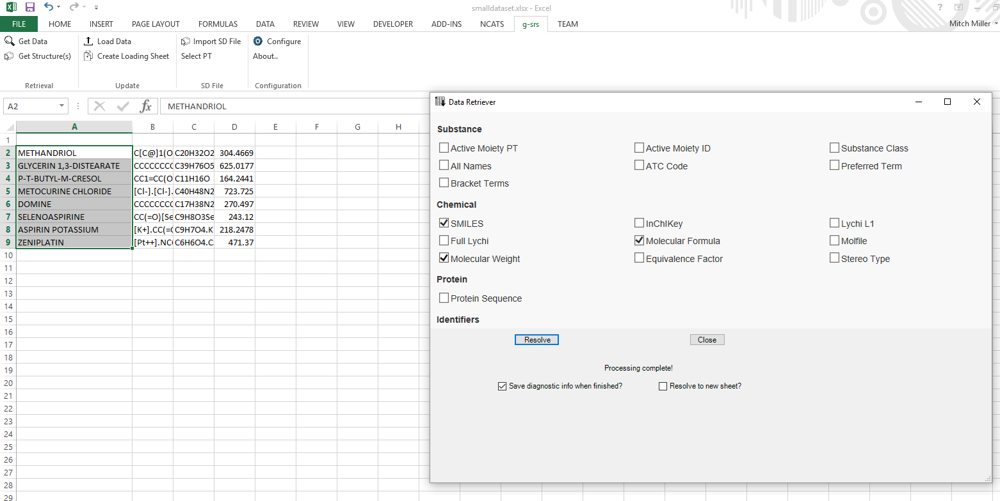 smalldataset.xlsx - Excel
?
FILE HOME INSERT PAGE LAYOUT FORMULAS DATA REVIEW VIEW DEVELOPER ADD-INS NCATS g-srs TEAM Mitch Miller
Get Data Load Data Import SD File Configure
Get Structure(s) Create Loading Sheet Select PT About..
Retrieval Update SD File Configuration
A2 fx METHANDRIOL
A B C D E F G H
1
2 METHANDRIOL C[C@]1(O C20H32O2 304.4669
3 GLYCERIN 1,3-DISTEARATE CCCCCCCC C39H76O5 625.0177
4 P-T-BUTYL-M-CRESOL CC1=CC(O C11H16O 164.2441
5 METOCURINE CHLORIDE [Cl-].[Cl-]. C40H48N2 723.725
6 DOMINE CCCCCCCC C17H38N2 270.497
7 SELENOASPIRINE CC(=O)[Se C9H8O3Se 243.12
8 ASPIRIN POTASSIUM [K+].CC(=O C9H7O4.K 218.2478
9 ZENIPLATIN [Pt++].NCC C6H6O4.C 471.37
10
11
12
13
14
15
16
17
18
19
20
21
22
23
24
25
26
27
28
29
Data Retriever
Substance
Active Moiety PT Active Moiety ID Substance Class
All Names ATC Code Preferred Term
Bracket Terms
Chemical
SMILES InChIKey Lychi L1
Full Lychi Molecular Formula Molfile
Molecular Weight Equivalence Factor Stereo Type
Protein
Protein Sequence
Identifiers
Resolve Close
Processing complete!
Save diagnostic info when finished? Resolve to new sheet?